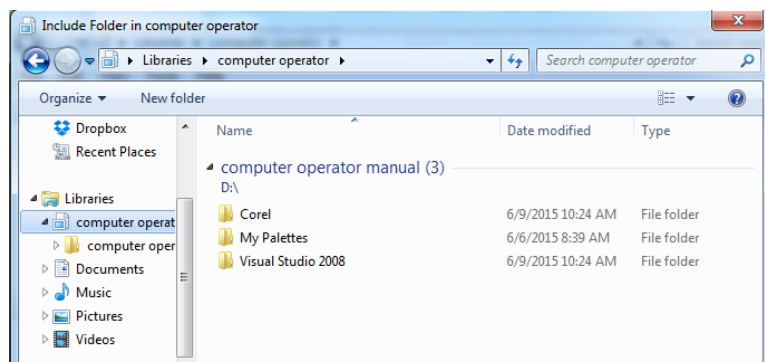 Include Folder in computer operator
Libraries computer operator
Search computer operator
Organize New folder
Dropbox
Recent Places
Libraries
computer operat
computer oper
Documents
Music
Pictures
Videos
Name Date modified Type
computer operator manual (3)
D:\
Corel 6/9/2015 10:24 AM File folder
My Palettes 6/6/2015 8:39 AM File folder
Visual Studio 2008 6/9/2015 10:24 AM File folder